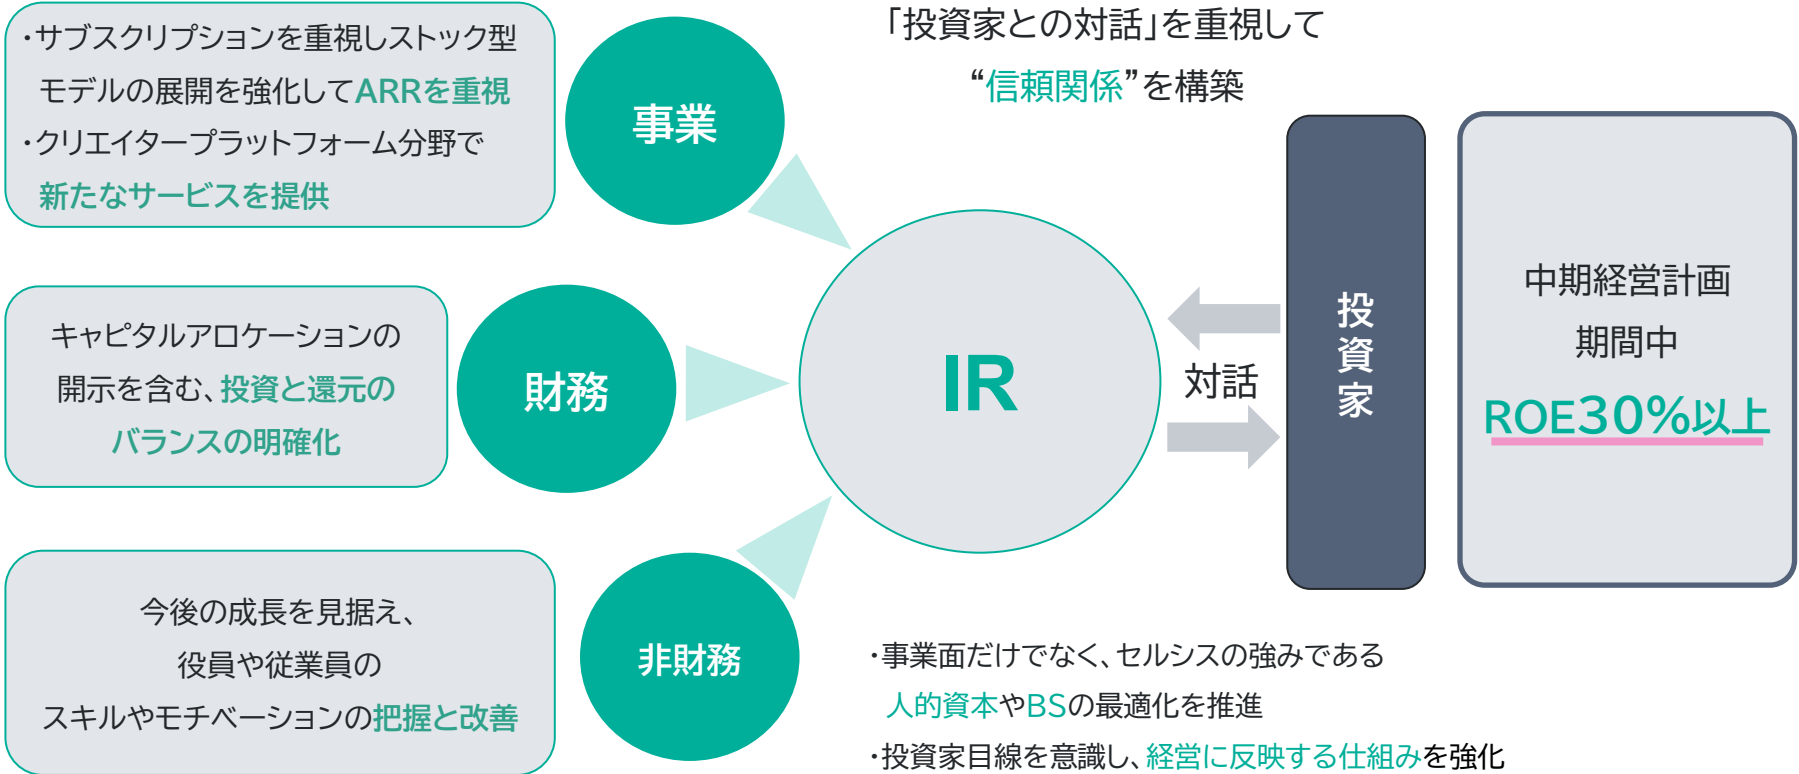 ・サブスクリプションを重視しストック型
モデルの展開を強化してARRを重視
・クリエイタープラットフォーム分野で
新たなサービスを提供
事業
「投資家との対話」を重視して
“信頼関係”を構築
キャピタルアロケーションの
開示を含む、投資と還元の
バランスの明確化
財務
IR
対話
投資家
中期経営計画
期間中
ROE30%以上
今後の成長を見据え、
役員や従業員の
スキルやモチベーションの把握と改善
非財務
・事業面だけでなく、セルシスの強みである
人的資本やBSの最適化を推進
・投資家目線を意識し、経営に反映する仕組みを強化